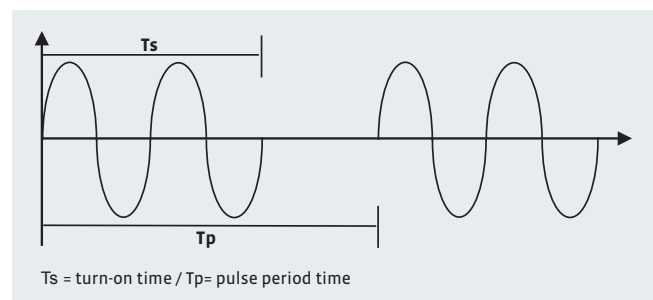 Ts
Tp
Ts = turn-on time / Tp= pulse period time